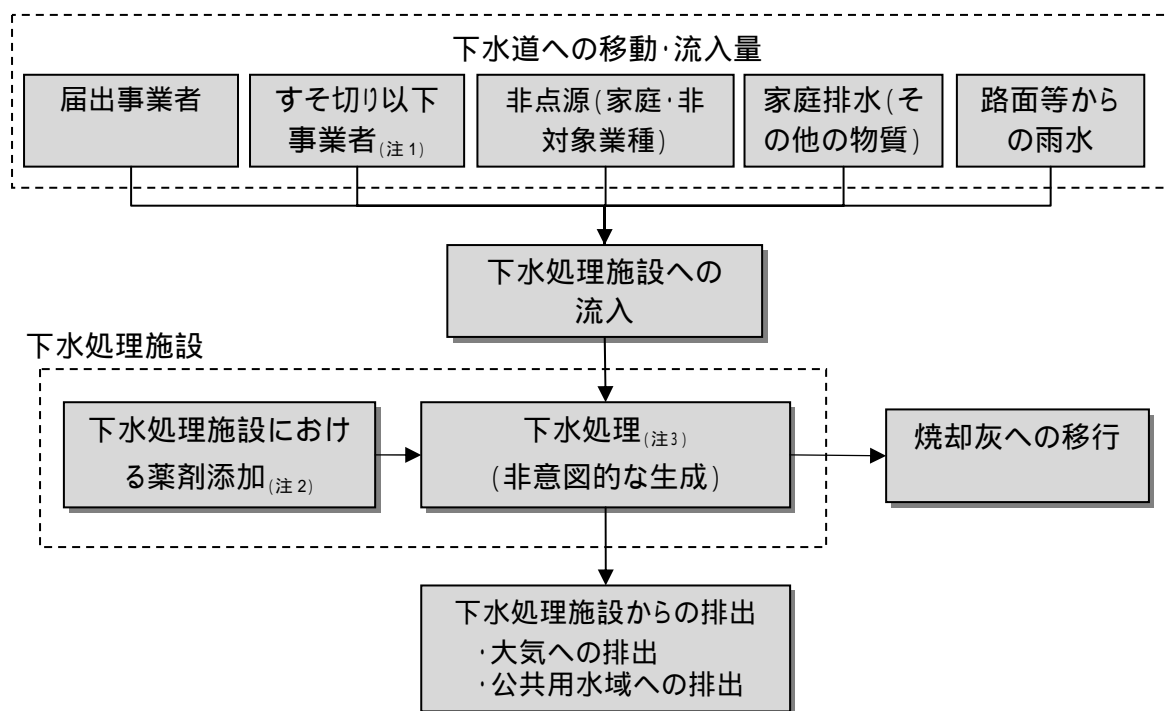 下水道への移動・流入量
届出事業者
すそ切り以下
事業者(注1)
非点源(家庭・非
対象業種)
家庭排水(そ
の他の物質)
路面等から
の雨水
下水処理施設への
流入
下水処理施設
下水処理施設におけ
る薬剤添加(注2)
下水処理(注3)
(非意図的な生成)
焼却灰への移行
下水処理施設からの排出
・大気への排出
・公共用水域への排出